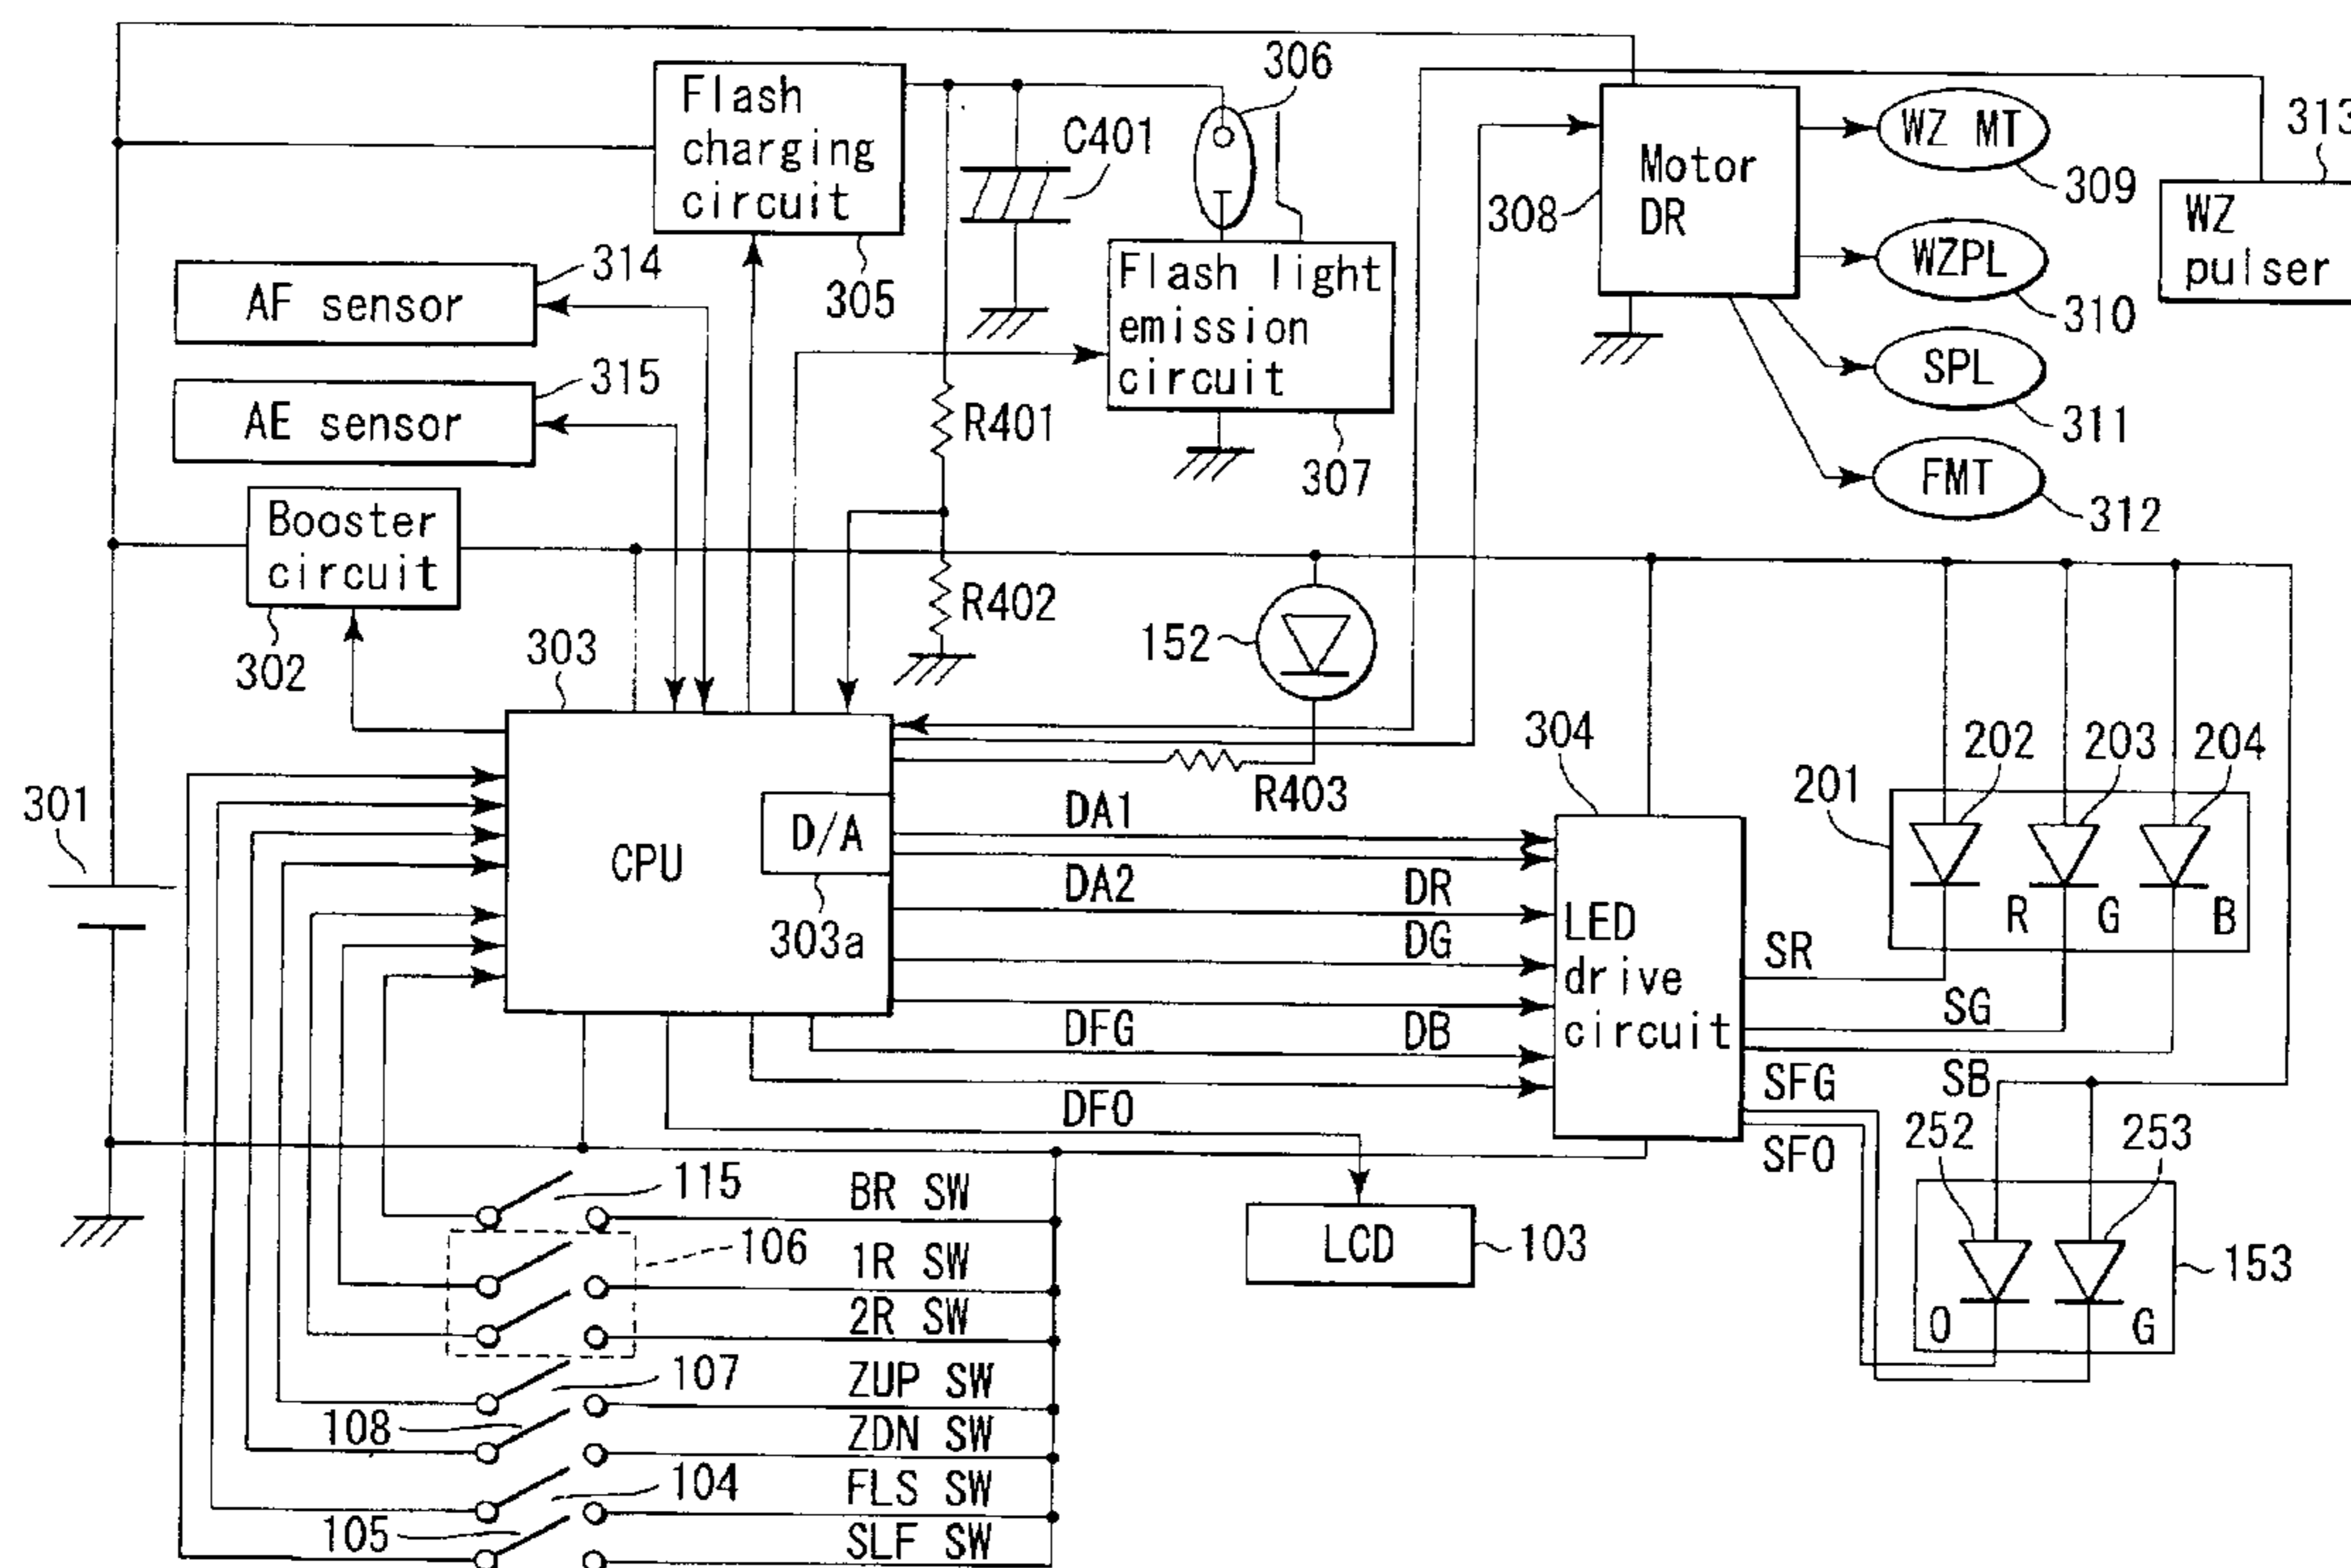 Flash
charging
circuit
305
C401
306
Flash light
emission
circuit
307
Motor
DR
308
WZ MT
309
WZPL
310
SPL
311
FMT
312
313
WZ
pulser
AF sensor
314
AE sensor
315
R401
R402
Booster
circuit
302
303
CPU
D/A
303a
152
R403
301
DA1
DA2
DR
DG
DB
DFG
DFO
304
LED
drive
circuit
201
202
203
204
R
G
B
SR
SG
SB
SFG
SFO
252
253
O
G
153
LCD
103
115
BR SW
106
1R SW
2R SW
107
ZUP SW
108
ZDN SW
104
FLS SW
105
SLF SW